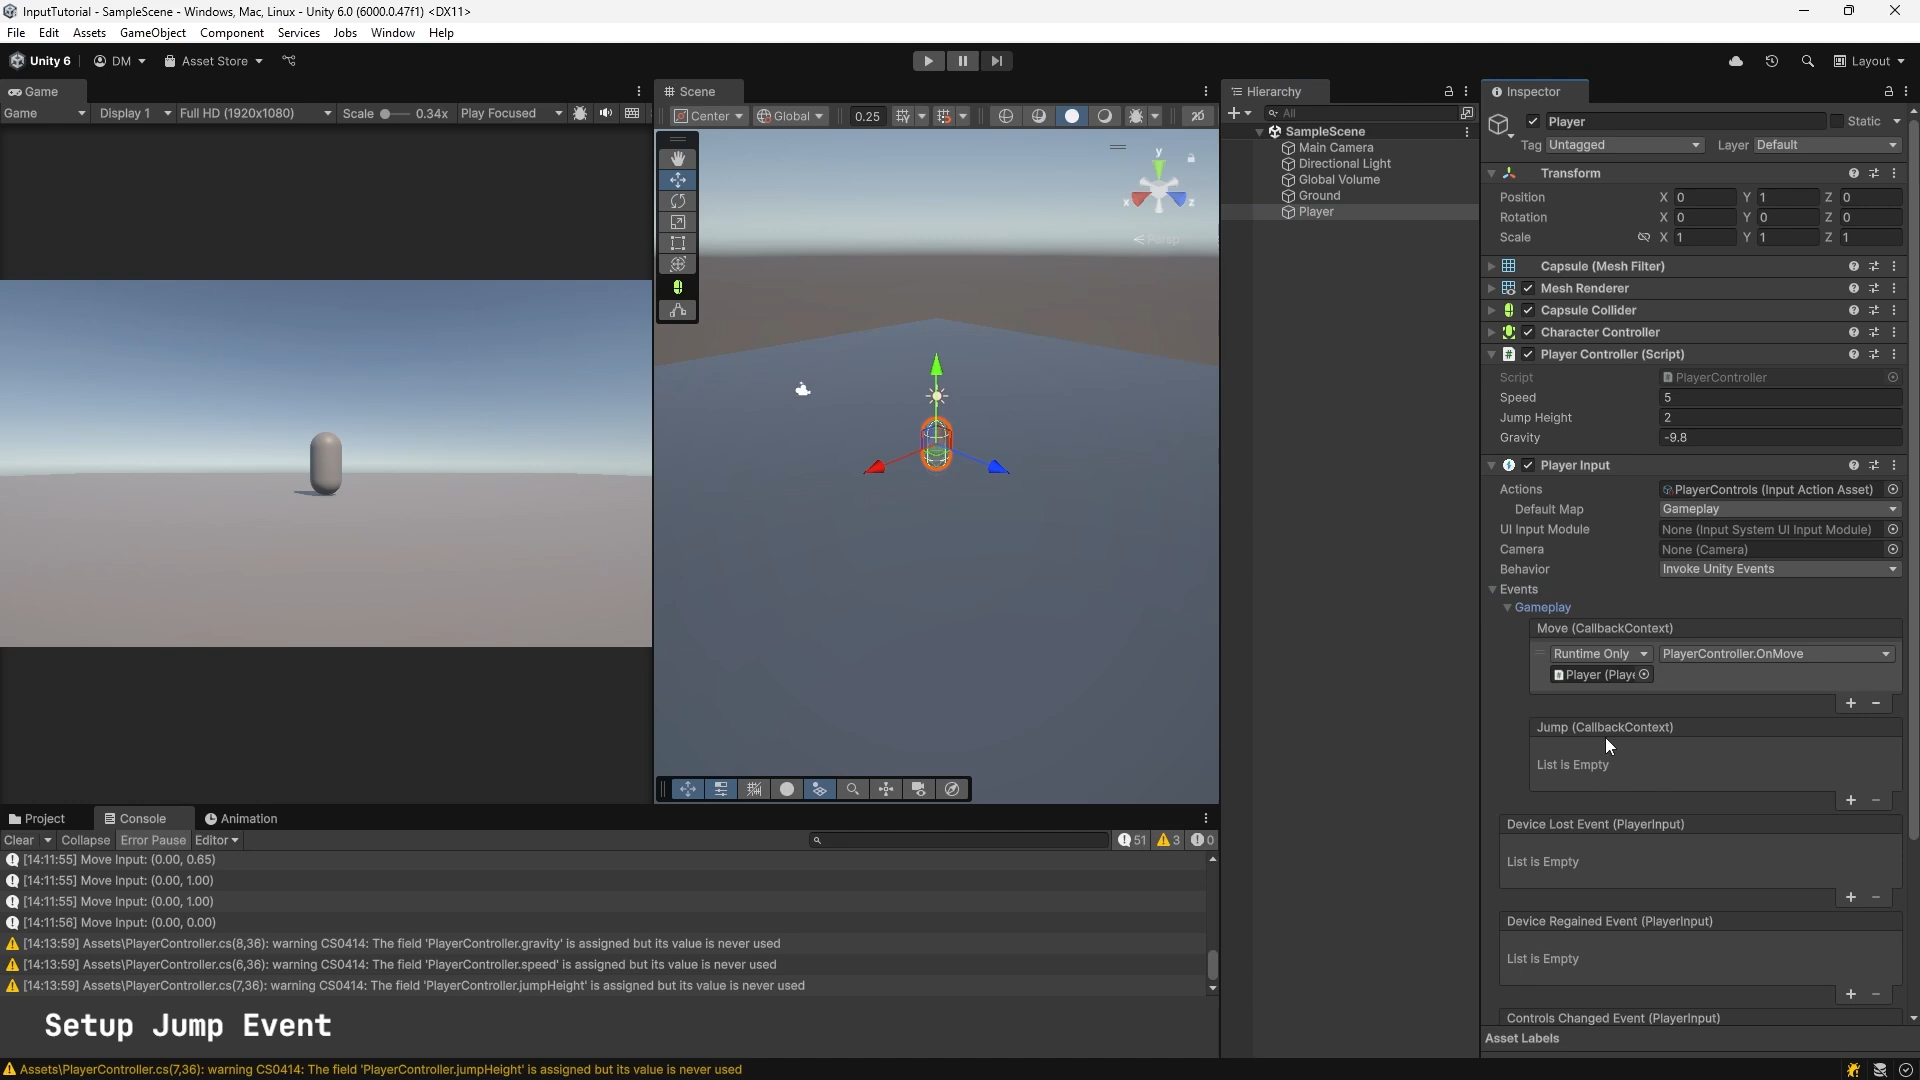 InputTutorial - SampleScene - Windows, Mac, Linux - Unity 6.0 (6000.0.47f1) <DX11>
File Edit Assets GameObject Component Services Jobs Window Help
Unity 6 DM Asset Store Layout
Game
Game Display 1 Full HD (1920x1080) Scale 0.34x Play Focused
Scene
Center Global 0.25
y
x
z
Persp
Hierarchy
All
SampleScene
Main Camera
Directional Light
Global Volume
Ground
Player
Inspector
Player Static
Tag Untagged Layer Default
Transform
Position X 0 Y 1 Z 0
Rotation X 0 Y 0 Z 0
Scale X 1 Y 1 Z 1
Capsule (Mesh Filter)
Mesh Renderer
Capsule Collider
Character Controller
Player Controller (Script)
Script PlayerController
Speed 5
Jump Height 2
Gravity -9.8
Player Input
Actions PlayerControls (Input Action Asset)
Default Map Gameplay
UI Input Module None (Input System UI Input Module)
Camera None (Camera)
Behavior Invoke Unity Events
Events
Gameplay
Move (CallbackContext)
Runtime Only PlayerController.OnMove
Player (Playe
Jump (CallbackContext)
List is Empty
Device Lost Event (PlayerInput)
List is Empty
Device Regained Event (PlayerInput)
List is Empty
Controls Changed Event (PlayerInput)
Asset Labels
Project Console Animation
Clear Collapse Error Pause Editor 51 3 0
[14:11:55] Move Input: (0.00, 0.65)
[14:11:55] Move Input: (0.00, 1.00)
[14:11:55] Move Input: (0.00, 1.00)
[14:11:56] Move Input: (0.00, 0.00)
[14:13:59] Assets\PlayerController.cs(8,36): warning CS0414: The field 'PlayerController.gravity' is assigned but its value is never used
[14:13:59] Assets\PlayerController.cs(6,36): warning CS0414: The field 'PlayerController.speed' is assigned but its value is never used
[14:13:59] Assets\PlayerController.cs(7,36): warning CS0414: The field 'PlayerController.jumpHeight' is assigned but its value is never used
Setup Jump Event
Assets\PlayerController.cs(7,36): warning CS0414: The field 'PlayerController.jumpHeight' is assigned but its value is never used